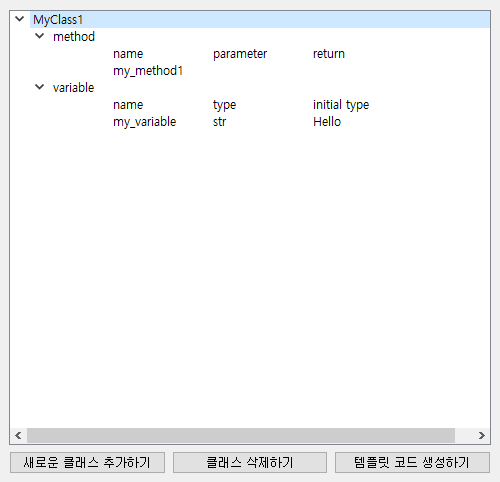 MyClass1
method
name parameter return
my_method1
variable
name type initial type
my_variable str Hello
새로운 클래스 추가하기 클래스 삭제하기 템플릿 코드 생성하기